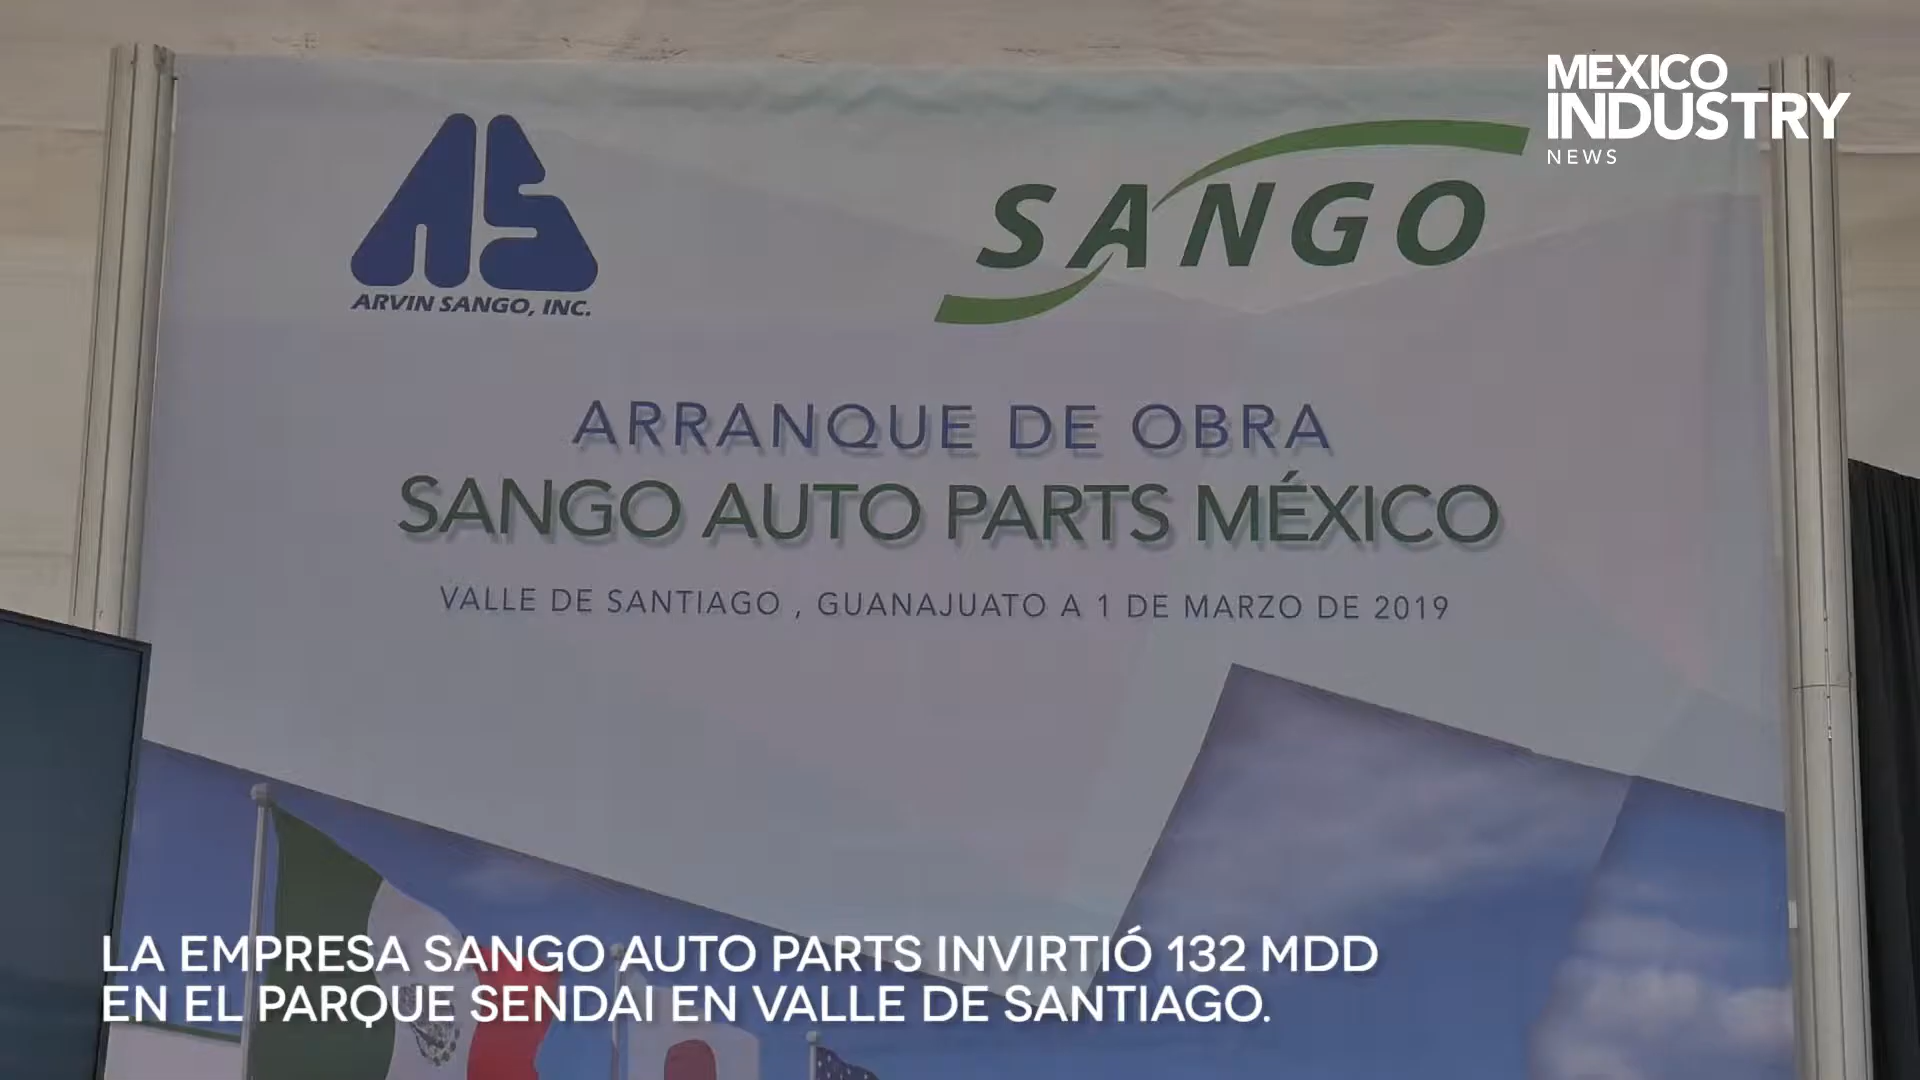 MEXICO
INDUSTRY
NEWS
AS
ARVIN SANGO, INC.
SANGO
ARRANQUE DE OBRA
SANGO AUTO PARTS MÉXICO
VALLE DE SANTIAGO , GUANAJUATO A 1 DE MARZO DE 2019
LA EMPRESA SANGO AUTO PARTS INVIRTIÓ 132 MDD
EN EL PARQUE SENDAI EN VALLE DE SANTIAGO.